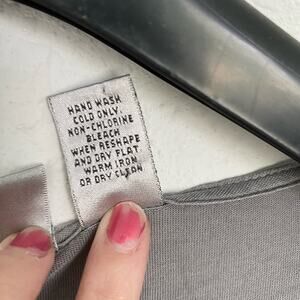 HAND WASH
COLD ONLY.
NON-CHLORINE
BLEACH
WHEN RESHAPE
AND DRY FLAT
WARM IRON
OR DRY CLEAN